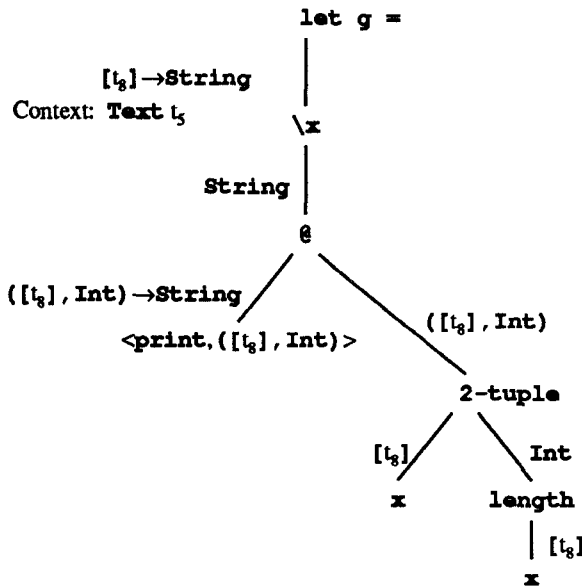 let g =
[t₈]→String
Context: Text t₅
\x
String
@
([t₈],Int)→String
([t₈],Int)
<print,([t₈],Int)>
2-tuple
[t₈]
Int
x
length
[t₈]
x